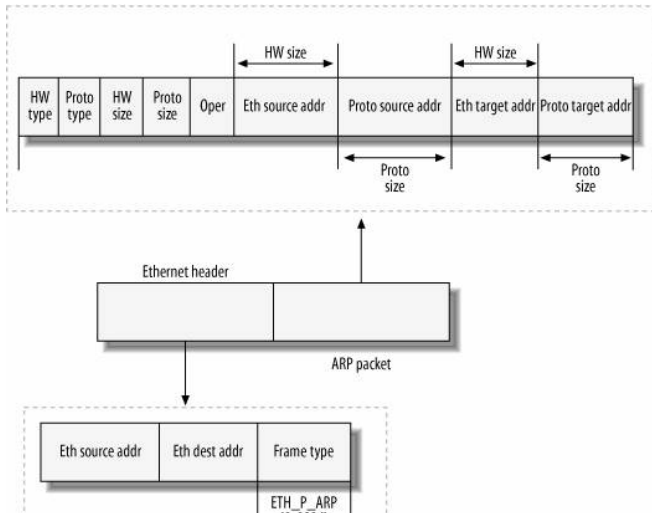 HW size
HW size
HW type
Proto type
HW size
Proto size
Oper
Eth source addr
Proto source addr
Eth target addr
Proto target addr
Proto size
Proto size
Ethernet header
ARP packet
Eth source addr
Eth dest addr
Frame type
ETH_P_ARP